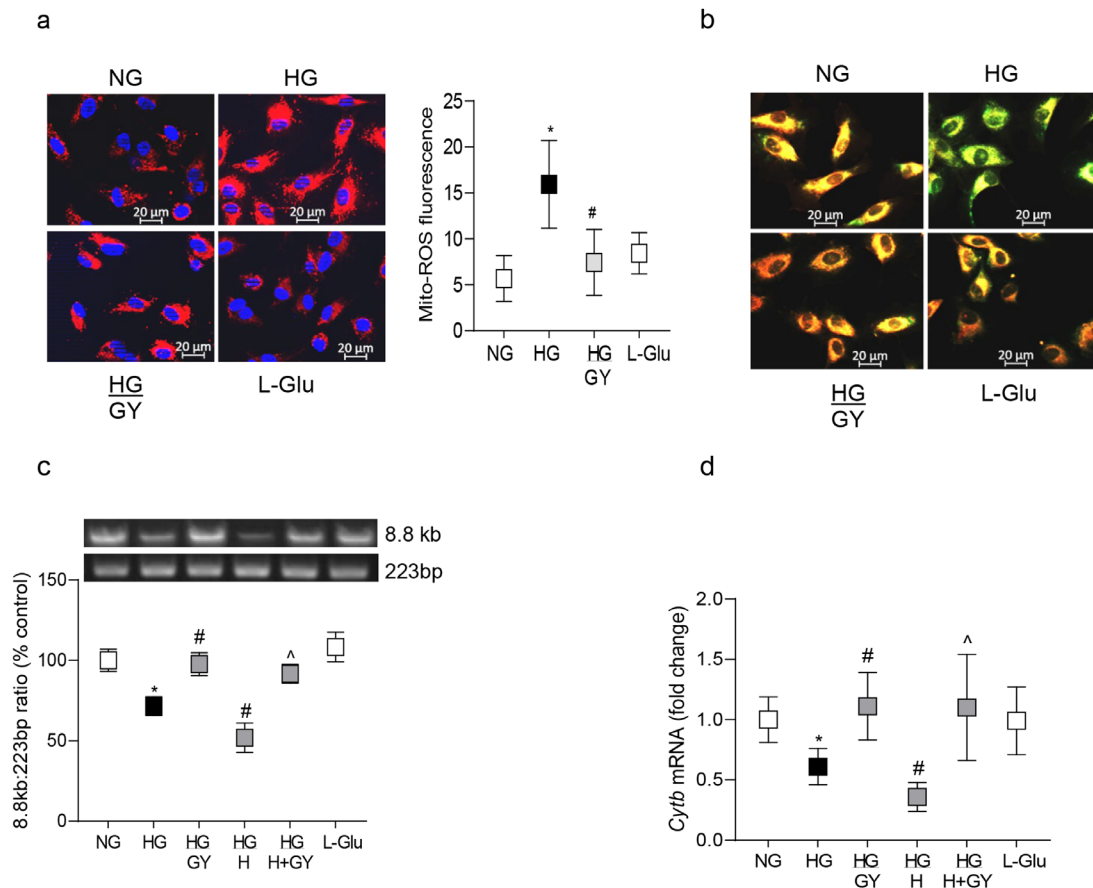 a
NG HG
20 µm 20 µm
20 µm 20 µm
HG L-Glu
GY
Mito-ROS fluorescence
25
20
15
10
5
0
*
#
NG HG HG L-Glu
GY
b
NG HG
20 µm 20 µm
20 µm 20 µm
HG L-Glu
GY
c
8.8 kb
223bp
8.8kb:223bp ratio (% control)
150
100
50
0
*
#
#
^
NG HG HG HG HG L-Glu
GY H H+GY
d
Cytb mRNA (fold change)
2.0
1.5
1.0
0.5
0.0
*
#
#
^
NG HG HG HG HG L-Glu
GY H H+GY